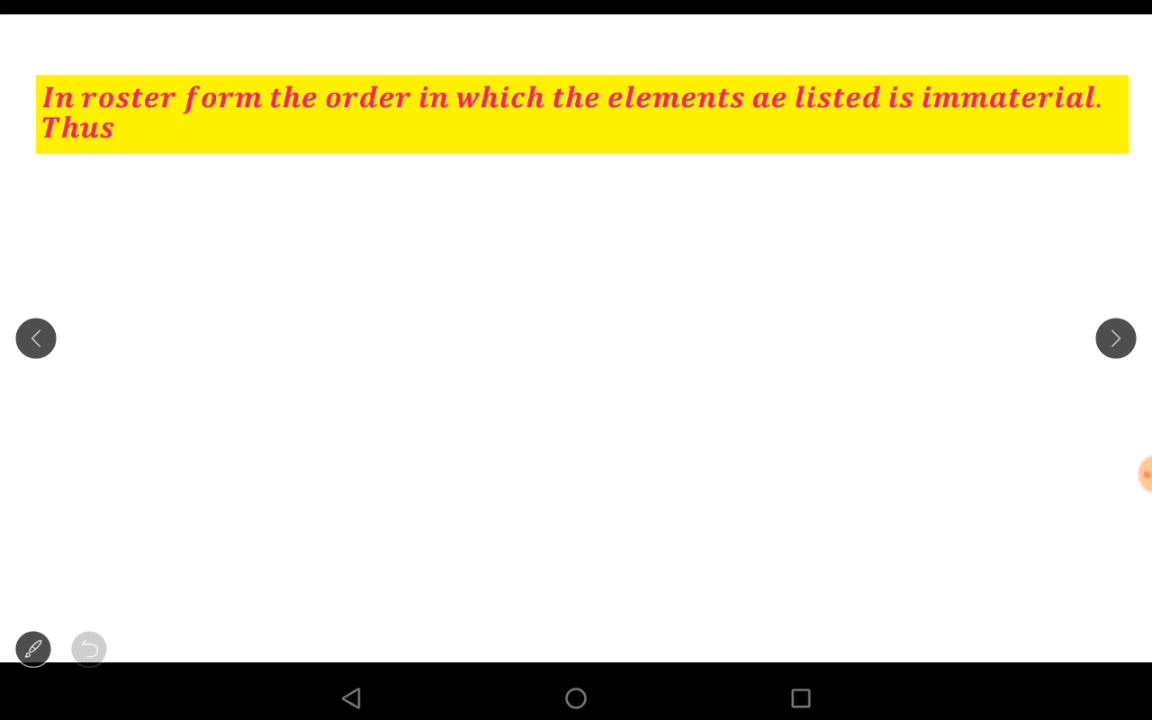 In roster form the order in which the elements ae listed is immaterial.
Thus